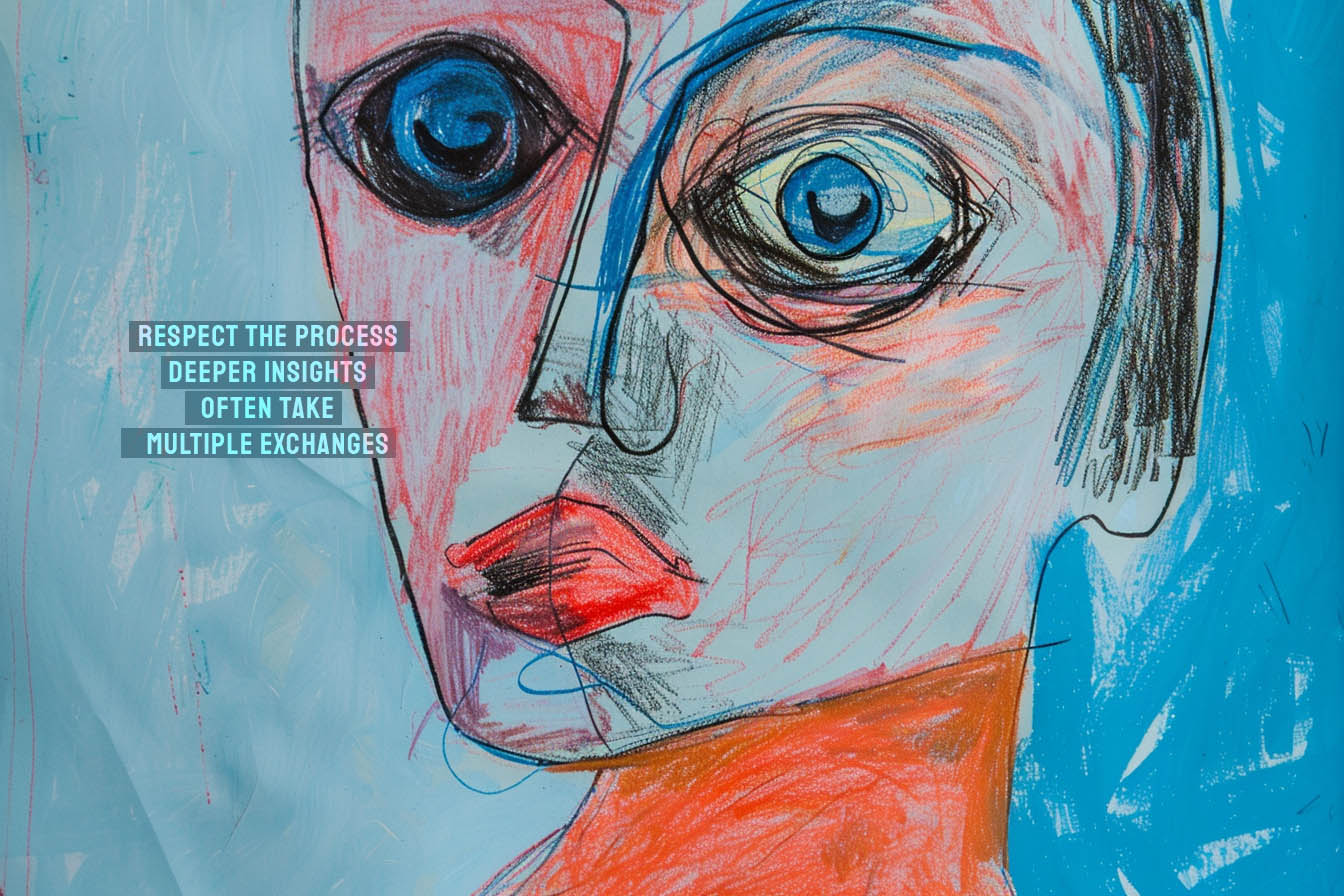 RESPECT THE PROCESS
DEEPER INSIGHTS
OFTEN TAKE
MULTIPLE EXCHANGES